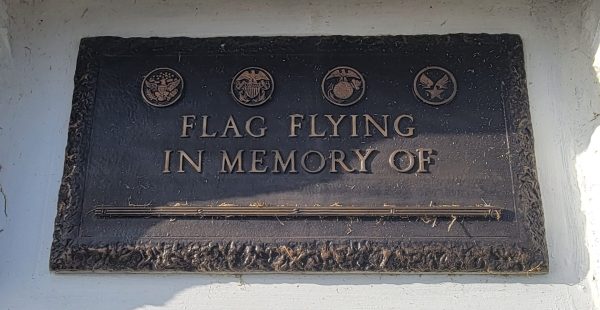 FLAG FLYING
IN MEMORY OF